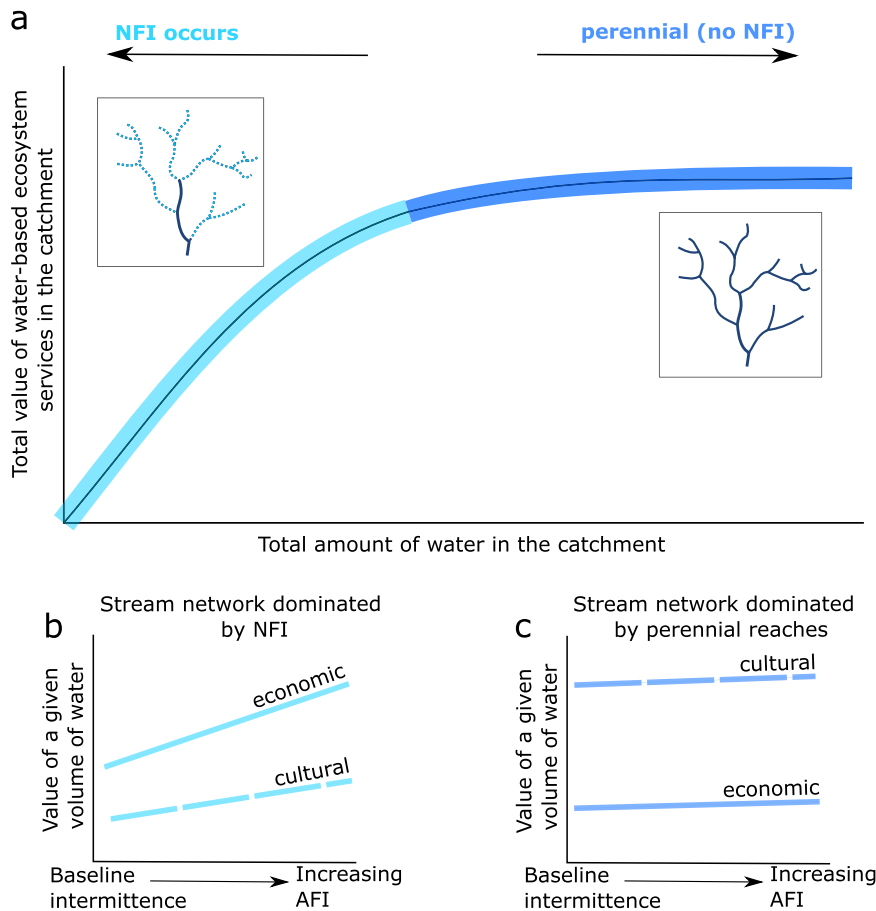 a
NFI occurs
perennial (no NFI)
Total value of water-based ecosystem
services in the catchment
Total amount of water in the catchment
b
Stream network dominated
by NFI
Value of a given
volume of water
economic
cultural
Baseline
intermittence
Increasing
AFI
c
Stream network dominated
by perennial reaches
Value of a given
volume of water
cultural
economic
Baseline
intermittence
Increasing
AFI